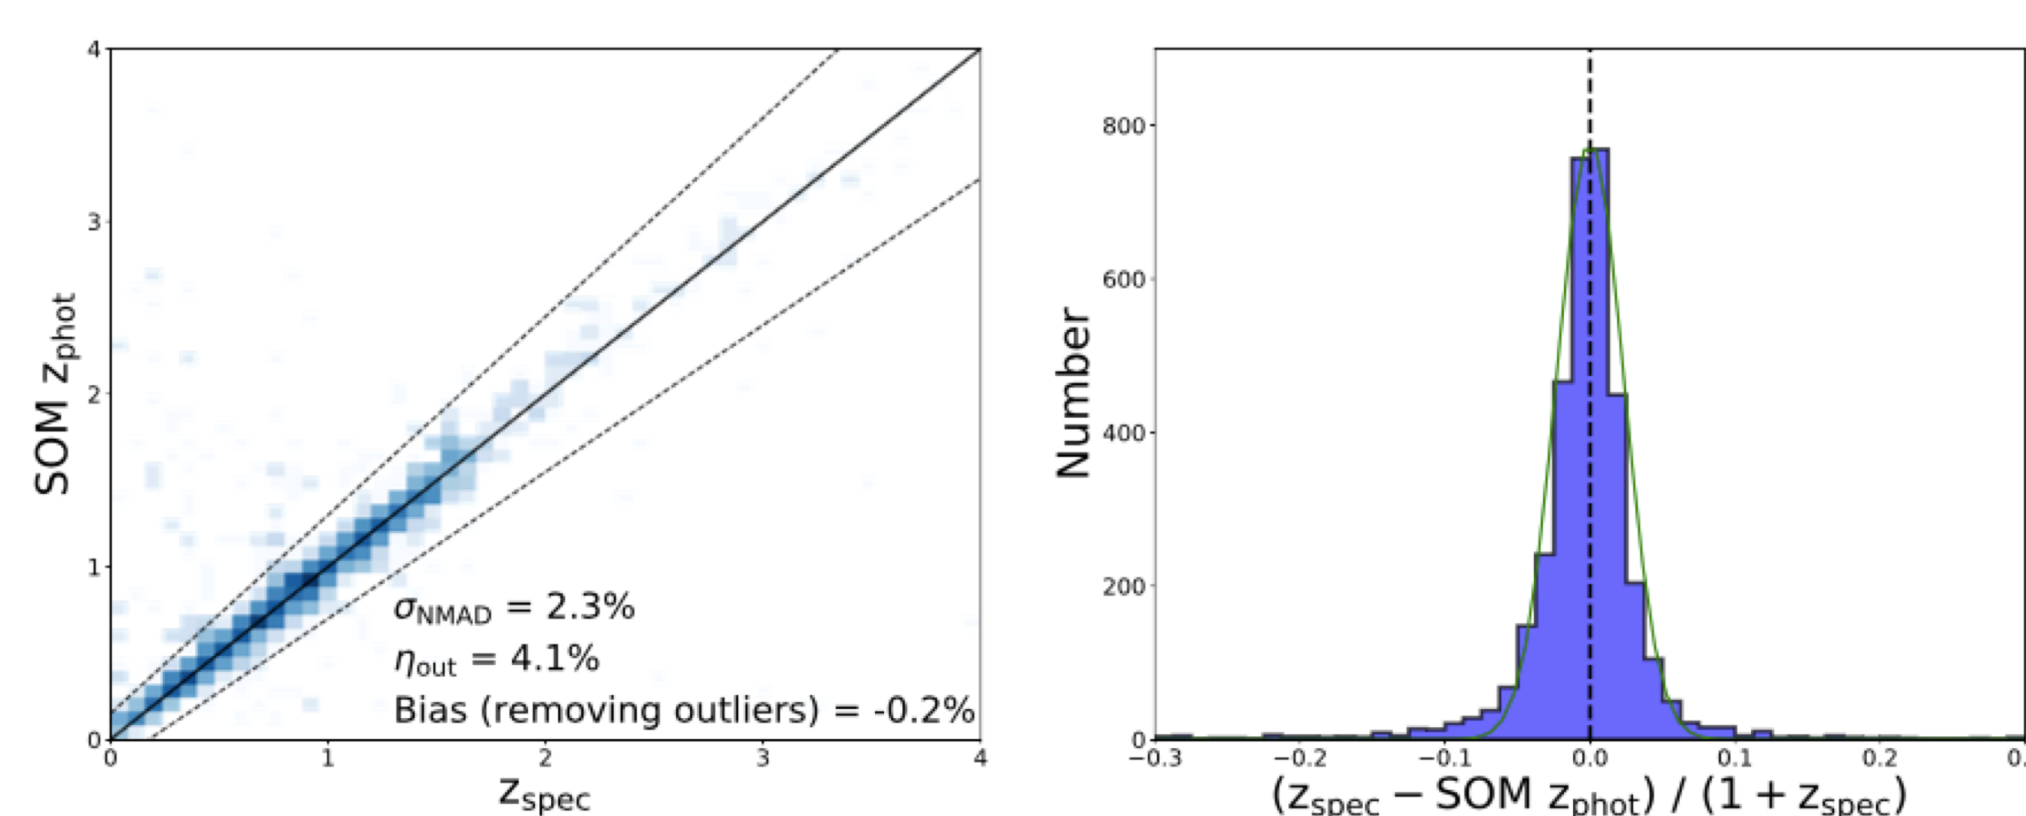 4
3
2
1
0
SOM z_phot
σ_NMAD = 2.3%
η_out = 4.1%
Bias (removing outliers) = -0.2%
0 1 2 3 4
z_spec
800
600
400
200
0
Number
−0.3 −0.2 −0.1 0.0 0.1 0.2 0.
(z_spec − SOM z_phot) / (1 + z_spec)